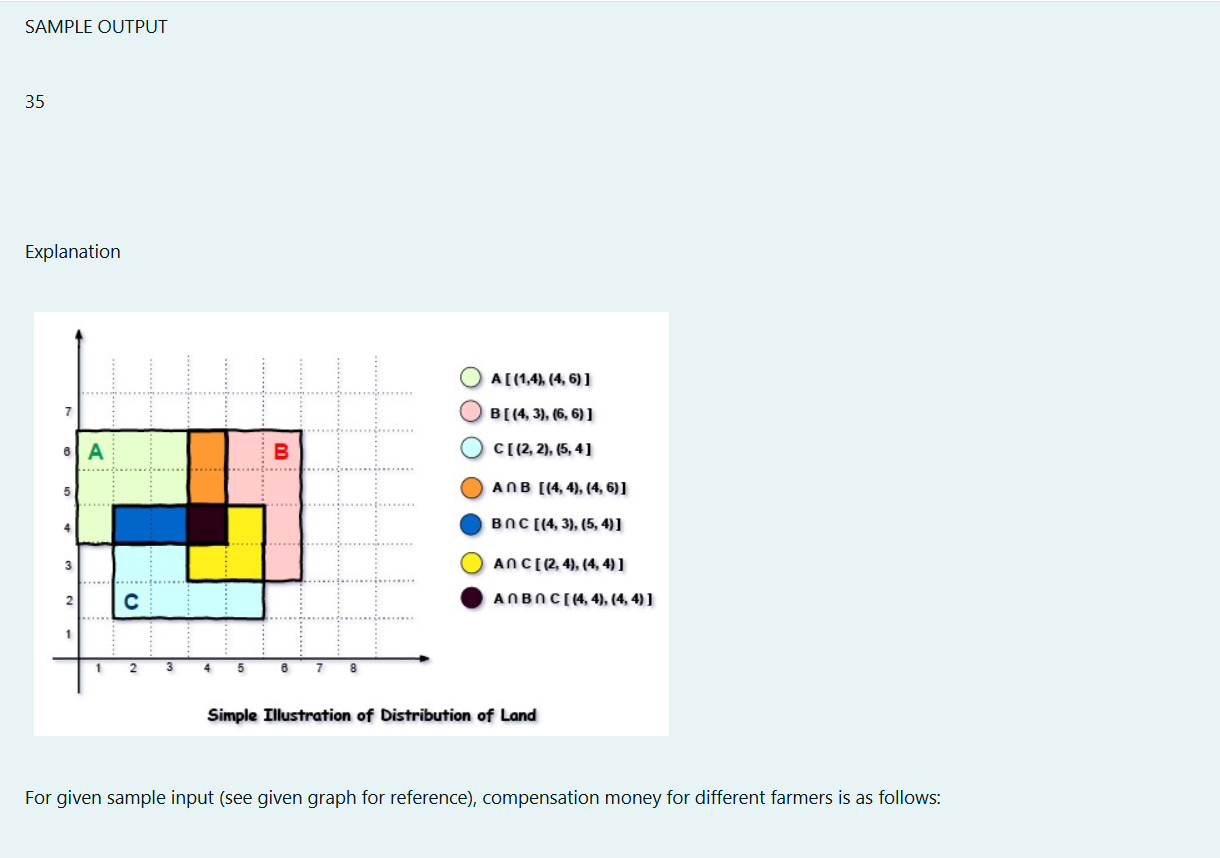 SAMPLE OUTPUT
35
Explanation
7
6
5
4
3
2
1
A
B
C
1 2 3 4 5 6 7 8
A [ (1,4), (4, 6) ]
B [ (4, 3), (6, 6) ]
C [ (2, 2), (5, 4 ]
A ∩ B [(4, 4), (4, 6)]
B ∩ C [(4, 3), (5, 4)]
A ∩ C [ (2, 4), (4, 4) ]
A ∩ B ∩ C [ (4, 4), (4, 4) ]
Simple Illustration of Distribution of Land
For given sample input (see given graph for reference), compensation money for different farmers is as follows: